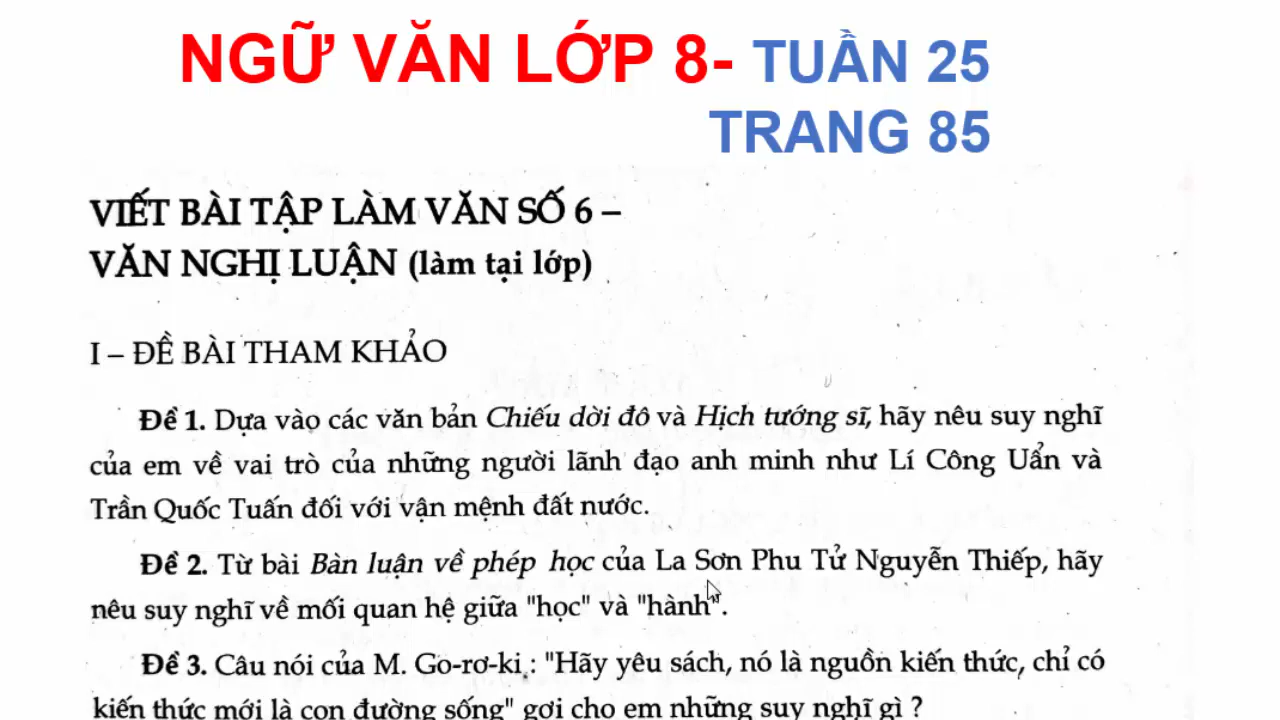 NGỮ VĂN LỚP 8- TUẦN 25
TRANG 85
VIẾT BÀI TẬP LÀM VĂN SỐ 6 –
VĂN NGHỊ LUẬN (làm tại lớp)
I – ĐỀ BÀI THAM KHẢO
Đề 1. Dựa vào các văn bản Chiếu dời đô và Hịch tướng sĩ, hãy nêu suy nghĩ
của em về vai trò của những người lãnh đạo anh minh như Lí Công Uẩn và
Trần Quốc Tuấn đối với vận mệnh đất nước.
Đề 2. Từ bài Bàn luận về phép học của La Sơn Phu Tử Nguyễn Thiếp, hãy
nêu suy nghĩ về mối quan hệ giữa "học" và "hành".
Đề 3. Câu nói của M. Go-rơ-ki : "Hãy yêu sách, nó là nguồn kiến thức, chỉ có
kiến thức mới là con đường sống" gợi cho em những suy nghĩ gì ?